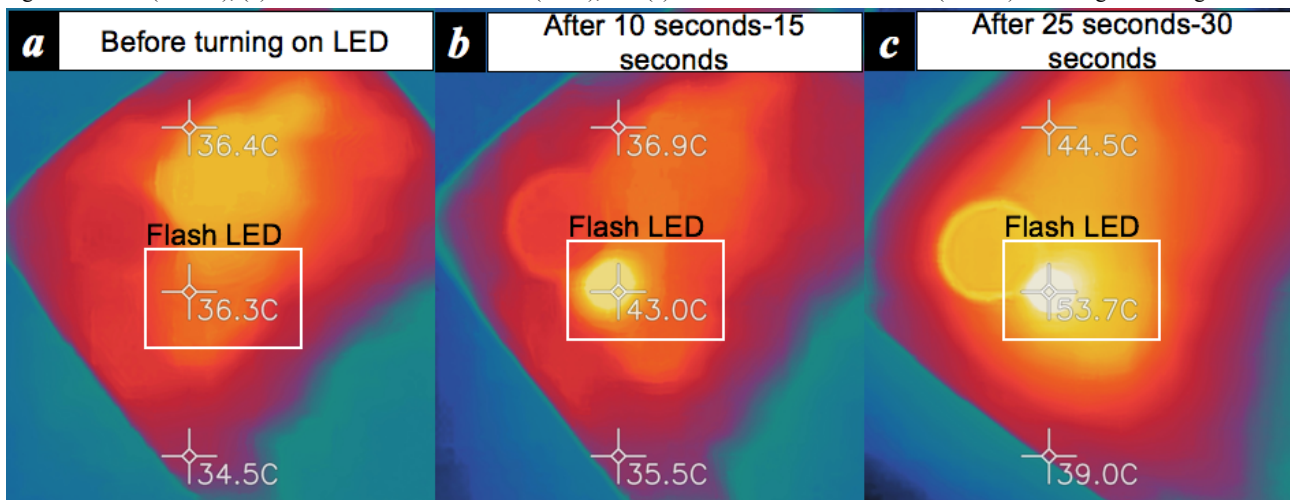 a
Before turning on LED
b
After 10 seconds-15
seconds
c
After 25 seconds-30
seconds
36.4C
Flash LED
36.3C
34.5C
36.9C
Flash LED
43.0C
35.5C
44.5C
Flash LED
53.7C
39.0C